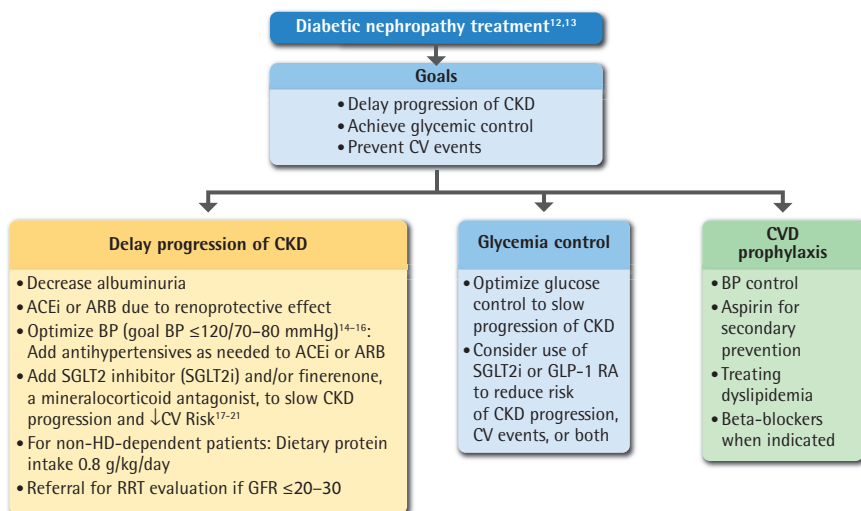 Diabetic nephropathy treatment¹²,¹³
Goals
• Delay progression of CKD
• Achieve glycemic control
• Prevent CV events
Delay progression of CKD
• Decrease albuminuria
• ACEi or ARB due to renoprotective effect
• Optimize BP (goal BP ≤120/70–80 mmHg)¹⁴⁻¹⁶:
Add antihypertensives as needed to ACEi or ARB
• Add SGLT2 inhibitor (SGLT2i) and/or finerenone,
a mineralocorticoid antagonist, to slow CKD
progression and ↓CV Risk¹⁷⁻²¹
• For non-HD-dependent patients: Dietary protein
intake 0.8 g/kg/day
• Referral for RRT evaluation if GFR ≤20–30
Glycemia control
• Optimize glucose
control to slow
progression of CKD
• Consider use of
SGLT2i or GLP-1 RA
to reduce risk
of CKD progression,
CV events, or both
CVD
prophylaxis
• BP control
• Aspirin for
secondary
prevention
• Treating
dyslipidemia
• Beta-blockers
when indicated